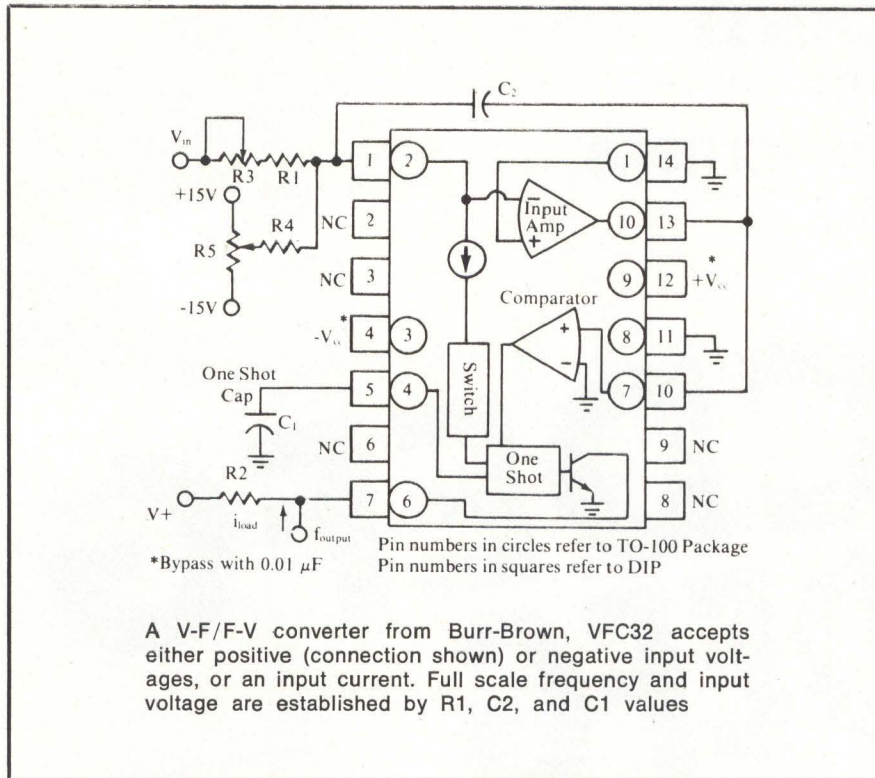 C2
Vin
R3
R1
1
2
1
14
+15V
Input
Amp
−
+
R4
NC
2
10
13
R5
*
9
12
+Vcc
NC
3
-15V
Comparator
*
-Vcc
4
3
+
−
8
11
One Shot
Cap
5
4
Switch
7
10
C1
NC
6
One
Shot
9
NC
R2
8
NC
V+
7
6
iload
foutput
Pin numbers in circles refer to TO-100 Package
*Bypass with 0.01 µF
Pin numbers in squares refer to DIP
A V-F/F-V converter from Burr-Brown, VFC32 accepts
either positive (connection shown) or negative input volt-
ages, or an input current. Full scale frequency and input
voltage are established by R1, C2, and C1 values